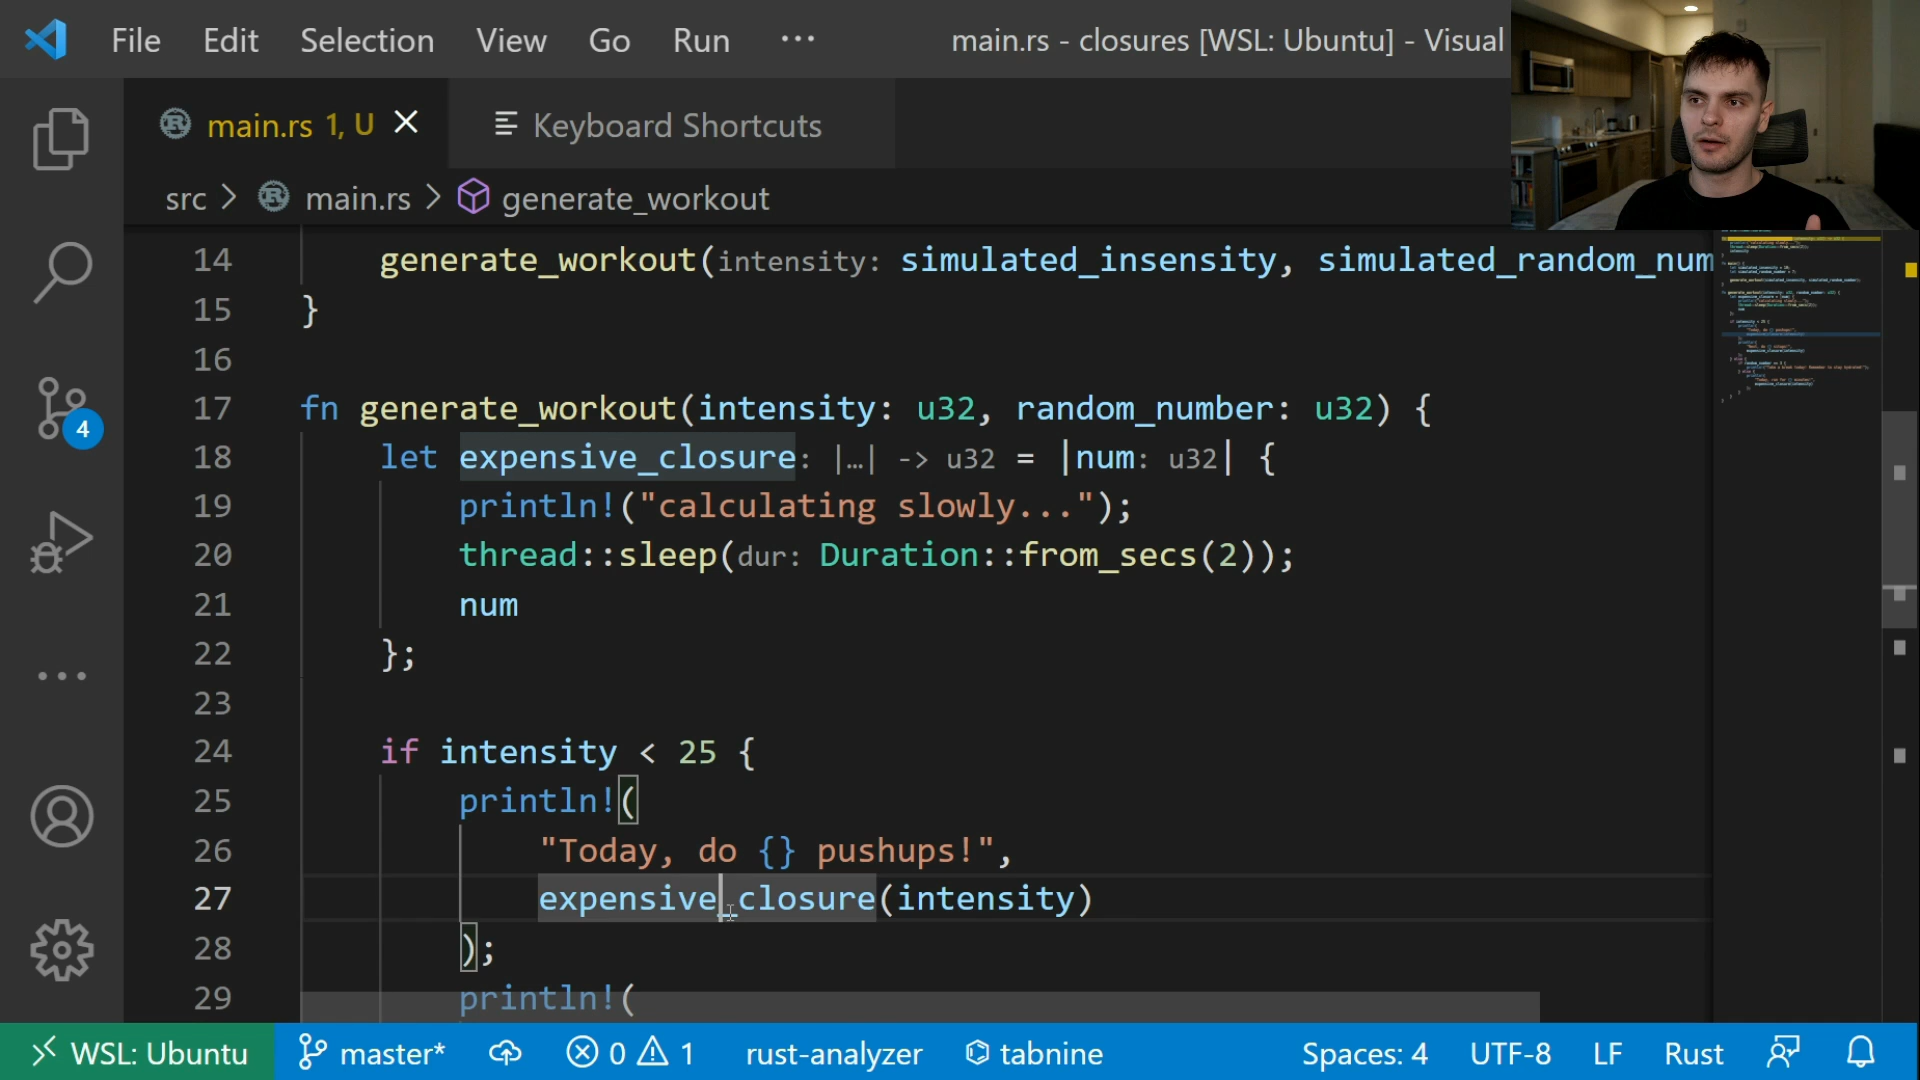 File Edit Selection View Go Run ··· main.rs - closures [WSL: Ubuntu] - Visual
main.rs 1, U × Keyboard Shortcuts
src > main.rs > generate_workout
14 generate_workout(intensity: simulated_insensity, simulated_random_num
15 }
16
17 fn generate_workout(intensity: u32, random_number: u32) {
18 let expensive_closure: |…| -> u32 = |num: u32| {
19 println!("calculating slowly...");
20 thread::sleep(dur: Duration::from_secs(2));
21 num
22 };
23
24 if intensity < 25 {
25 println!(
26 "Today, do {} pushups!",
27 expensive_closure(intensity)
28 );
29 println!(
4
WSL: Ubuntu master* 0 1 rust-analyzer tabnine Spaces: 4 UTF-8 LF Rust